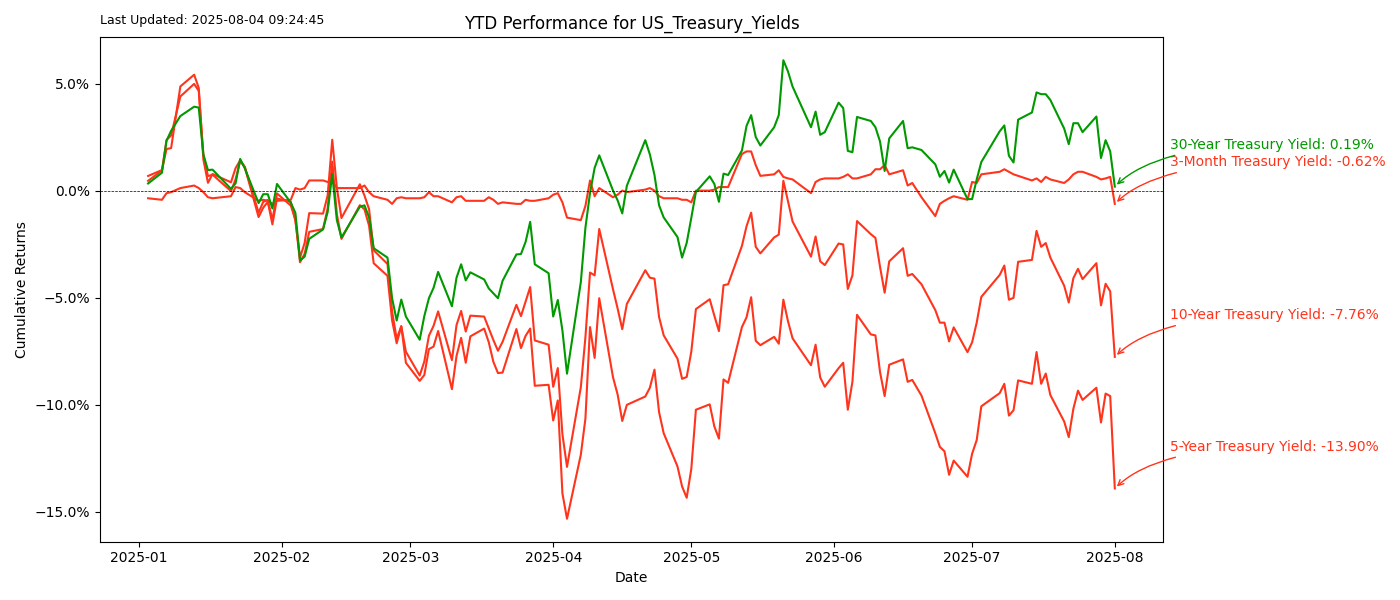 Last Updated: 2025-08-04 09:24:45
YTD Performance for US_Treasury_Yields
Cumulative Returns
5.0%
0.0%
−5.0%
−10.0%
−15.0%
30-Year Treasury Yield: 0.19%
3-Month Treasury Yield: -0.62%
10-Year Treasury Yield: -7.76%
5-Year Treasury Yield: -13.90%
2025-01 2025-02 2025-03 2025-04 2025-05 2025-06 2025-07 2025-08
Date